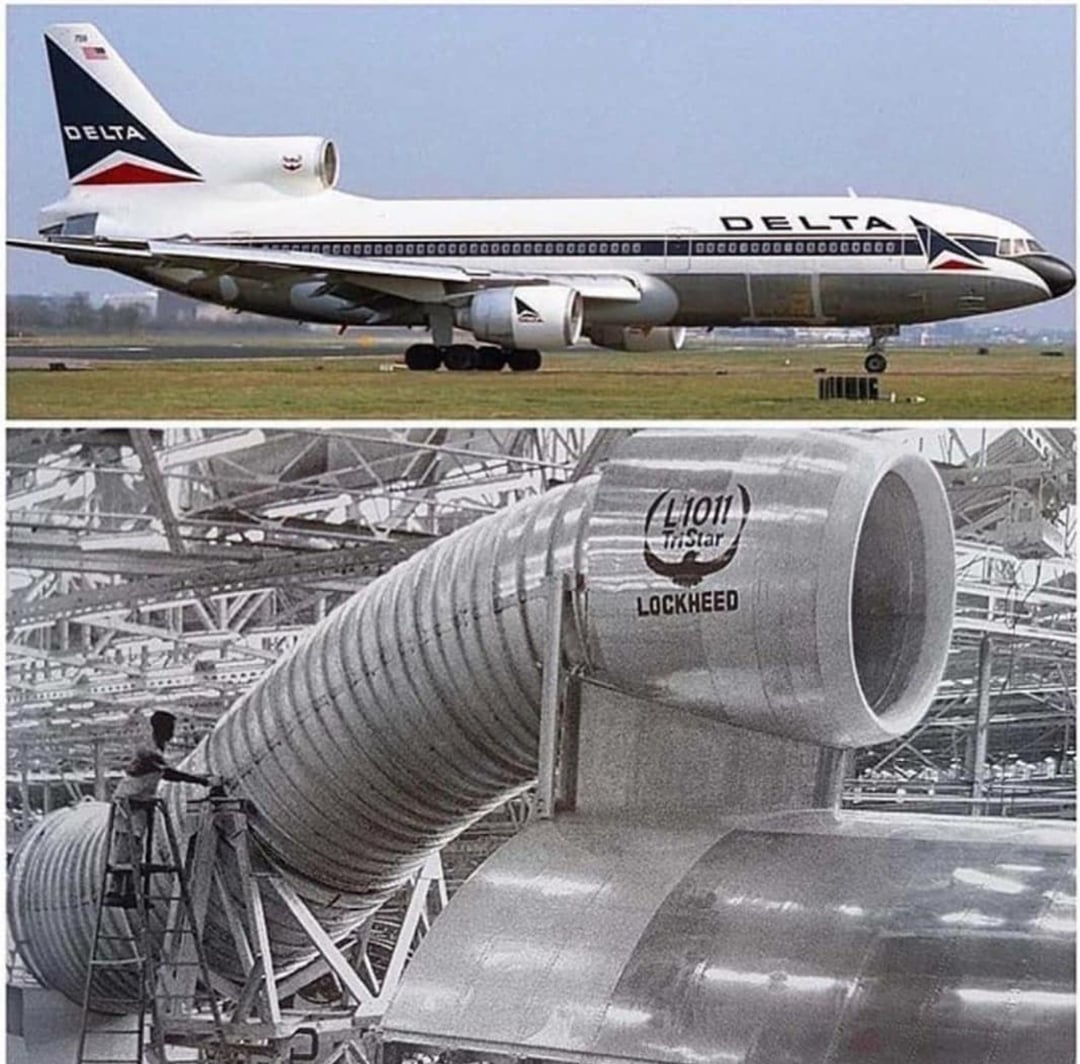 DELTA
DELTA
L1011
TriStar
LOCKHEED